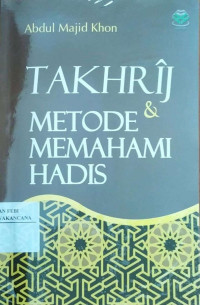 Abdul Majid Khon
TAKHRÎJ
&
METODE
MEMAHAMI
HADIS